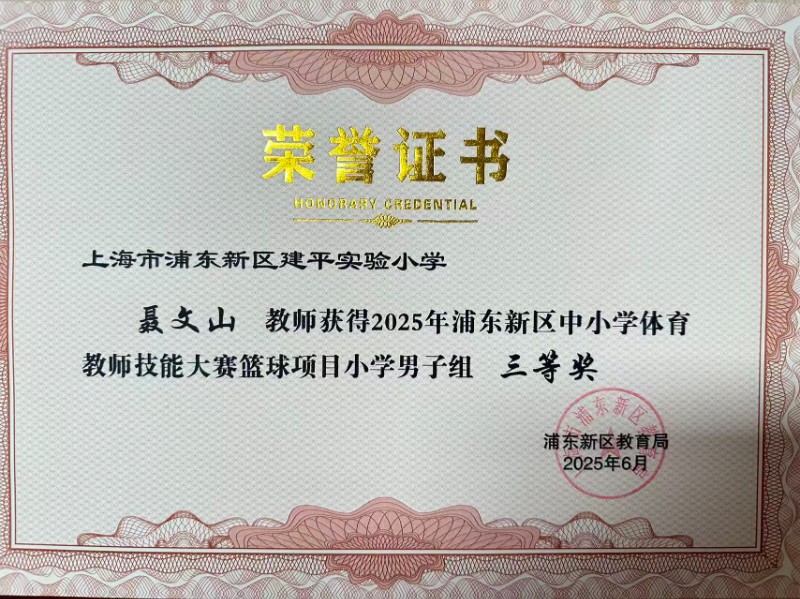 荣誉证书
HONORARY CREDENTIAL
上海市浦东新区建平实验小学
聂文山 教师获得2025年浦东新区中小学体育
教师技能大赛篮球项目小学男子组 三等奖
浦东新区教育局
2025年6月